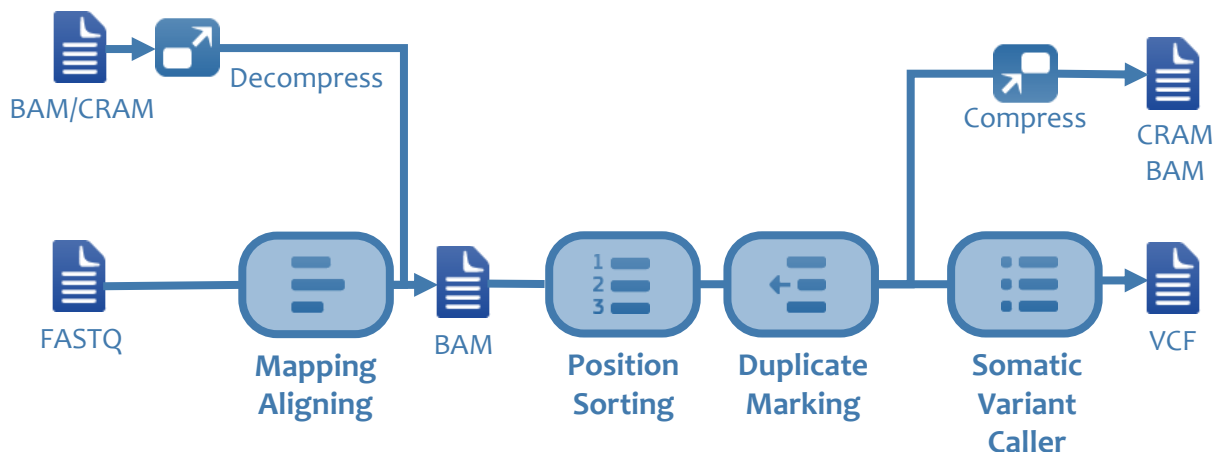 Decompress
BAM/CRAM
Compress
CRAM
BAM
1
2
3
FASTQ
BAM
VCF
Mapping
Aligning
Position
Sorting
Duplicate
Marking
Somatic
Variant
Caller